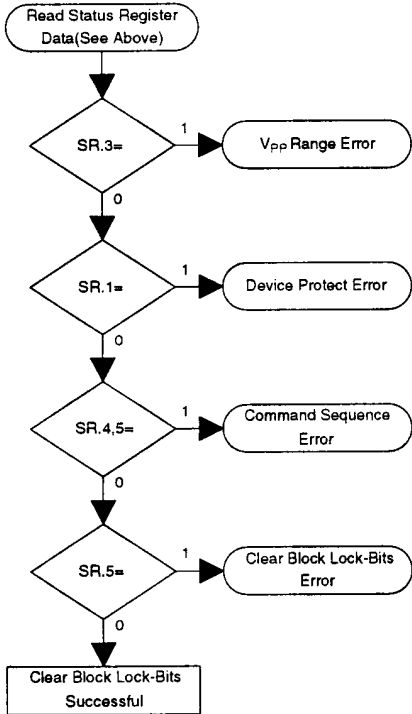 Read Status Register
Data(See Above)
SR.3=
1
VPP Range Error
0
SR.1=
1
Device Protect Error
0
SR.4,5=
1
Command Sequence
Error
0
SR.5=
1
Clear Block Lock-Bits
Error
0
Clear Block Lock-Bits
Successful